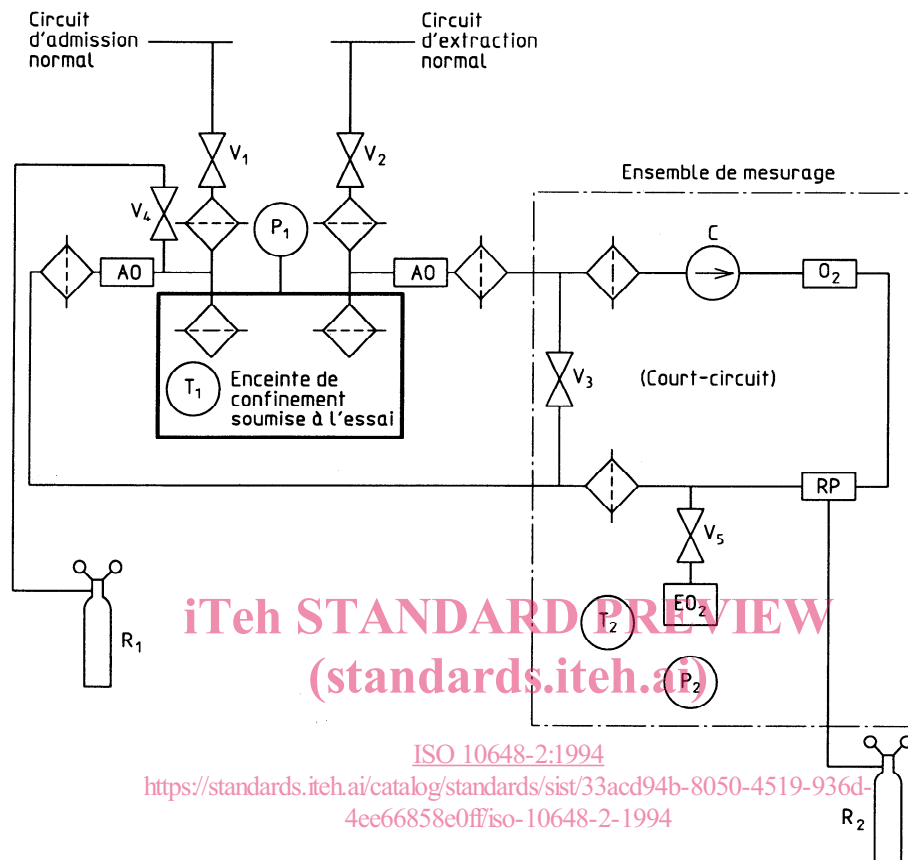 Circuit
d'admission
normal
Circuit
d'extraction
normal
V1
V2
V4
P1
Ensemble de mesurage
C
AO
AO
O2
T1
Enceinte de
confinement
soumise à l'essai
V3
(Court-circuit)
RP
V5
EO2
T2
P2
R1
R2
iTeh STANDARD PREVIEW
(standards.iteh.ai)
ISO 10648-2:1994
https://standards.iteh.ai/catalog/standards/sist/33acd94b-8050-4519-936d-
4ee66858e0ff/iso-10648-2-1994